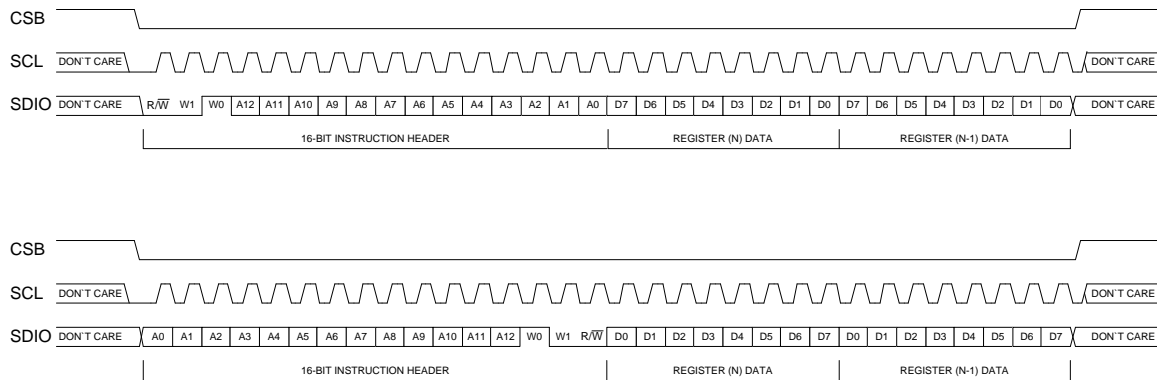 CSB
SCL DON'T CARE DON'T CARE
SDIO DON'T CARE R/W̅ W1 W0 A12 A11 A10 A9 A8 A7 A6 A5 A4 A3 A2 A1 A0 D7 D6 D5 D4 D3 D2 D1 D0 D7 D6 D5 D4 D3 D2 D1 D0 DON'T CARE
16-BIT INSTRUCTION HEADER REGISTER (N) DATA REGISTER (N-1) DATA
CSB
SCL DON'T CARE DON'T CARE
SDIO DON'T CARE A0 A1 A2 A3 A4 A5 A6 A7 A8 A9 A10 A11 A12 W0 W1 R/W̅ D0 D1 D2 D3 D4 D5 D6 D7 D0 D1 D2 D3 D4 D5 D6 D7 DON'T CARE
16-BIT INSTRUCTION HEADER REGISTER (N) DATA REGISTER (N-1) DATA